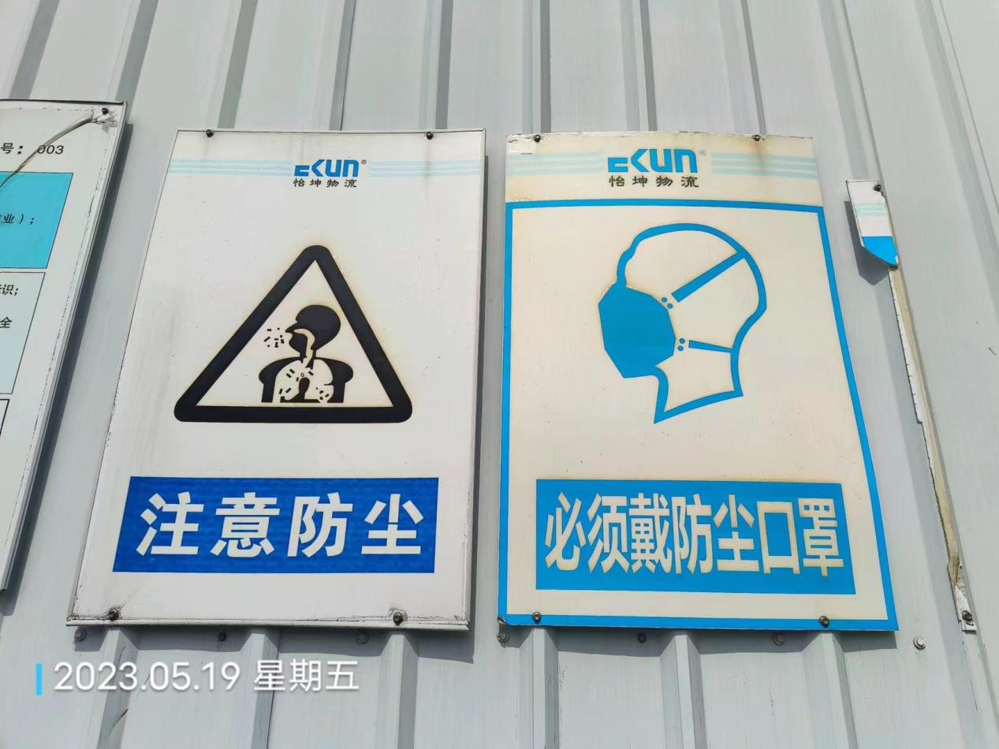 号：003
业）；
识；
全
EKUN®
怡坤物流
注意防尘
EKUN®
怡坤物流
必须戴防尘口罩
2023.05.19 星期五